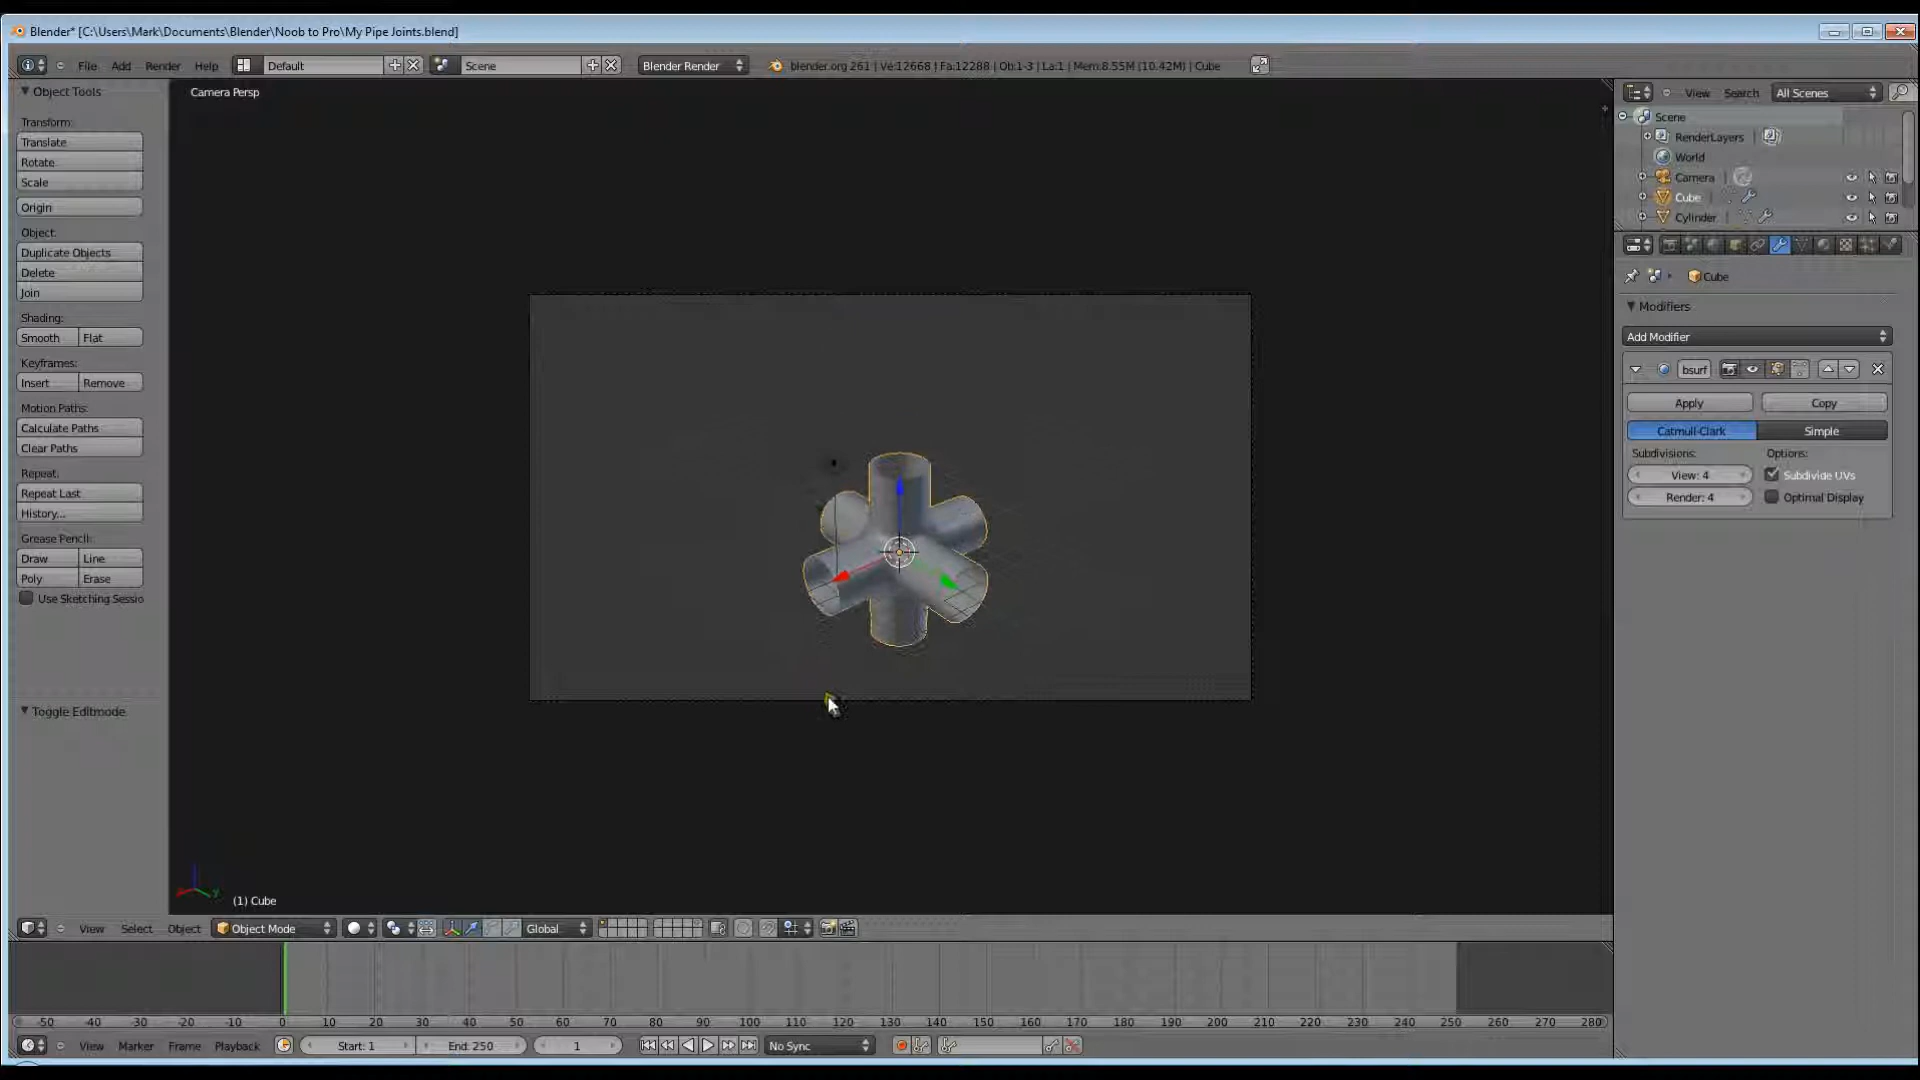 Blender* [C:\Users\Mark\Documents\Blender\Noob to Pro\My Pipe Joints.blend]
File Add Render Help Default Scene Blender Render blender.org 261 | Ve:12668 | Fa:12288 | Ob:1-3 | La:1 | Mem:8.55M (10.42M) | Cube
Object Tools
Transform:
Translate
Rotate
Scale
Origin
Object:
Duplicate Objects
Delete
Join
Shading:
Smooth Flat
Keyframes:
Insert Remove
Motion Paths:
Calculate Paths
Clear Paths
Repeat:
Repeat Last
History...
Grease Pencil:
Draw Line
Poly Erase
Use Sketching Sessio
Toggle Editmode
Camera Persp
(1) Cube
View Search All Scenes
Scene
RenderLayers
World
Camera
Cube
Cylinder
Cube
Modifiers
Add Modifier
bsurf
Apply Copy
Catmull-Clark Simple
Subdivisions: Options:
View: 4 Subdivide UVs
Render: 4 Optimal Display
View Select Object Object Mode Global
-50 -40 -30 -20 -10 0 10 20 30 40 50 60 70 80 90 100 110 120 130 140 150 160 170 180 190 200 210 220 230 240 250 260 270 280
View Marker Frame Playback Start: 1 End: 250 1 No Sync